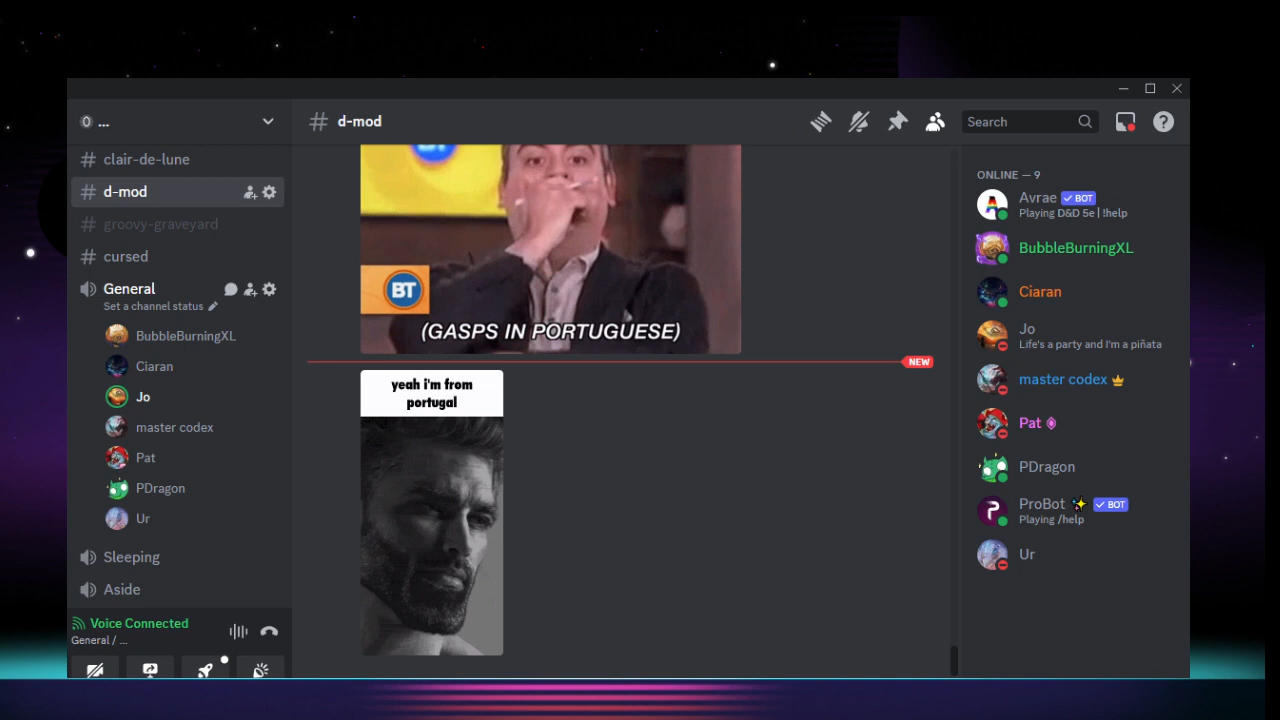 ...
d-mod
Search
clair-de-lune
d-mod
groovy-graveyard
cursed
General
Set a channel status
BubbleBurningXL
Ciaran
Jo
master codex
Pat
PDragon
Ur
Sleeping
Aside
Voice Connected
General / ...
BT
(GASPS IN PORTUGUESE)
NEW
yeah i'm from
portugal
ONLINE — 9
Avrae BOT
Playing D&D 5e | !help
BubbleBurningXL
Ciaran
Jo
Life's a party and I'm a piñata
master codex
Pat
PDragon
ProBot ✨ BOT
Playing /help
Ur